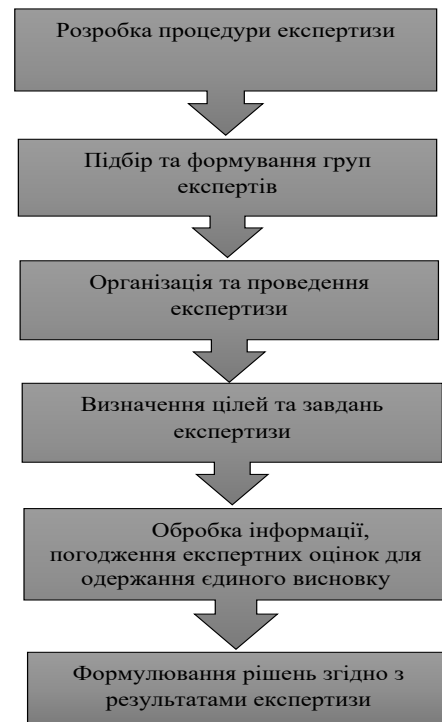 Розробка процедури експертизи
Підбір та формування груп
експертів
Організація та проведення
експертизи
Визначення цілей та завдань
експертизи
Обробка інформації,
погодження експертних оцінок для
одержання єдиного висновку
Формулювання рішень згідно з
результатами експертизи